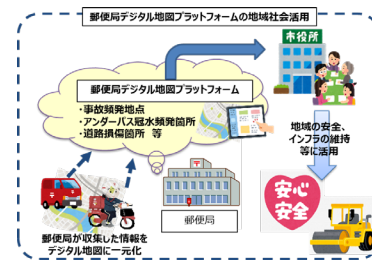 郵便局デジタル地図プラットフォームの地域社会活用
市役所
郵便局デジタル地図プラットフォーム
・事故頻発地点
・アンダーパス冠水頻発箇所
・道路損傷箇所 等
地域の安全、
インフラの維持
等に活用
郵便局
安心
安全
郵便局が収集した情報を
デジタル地図に一元化